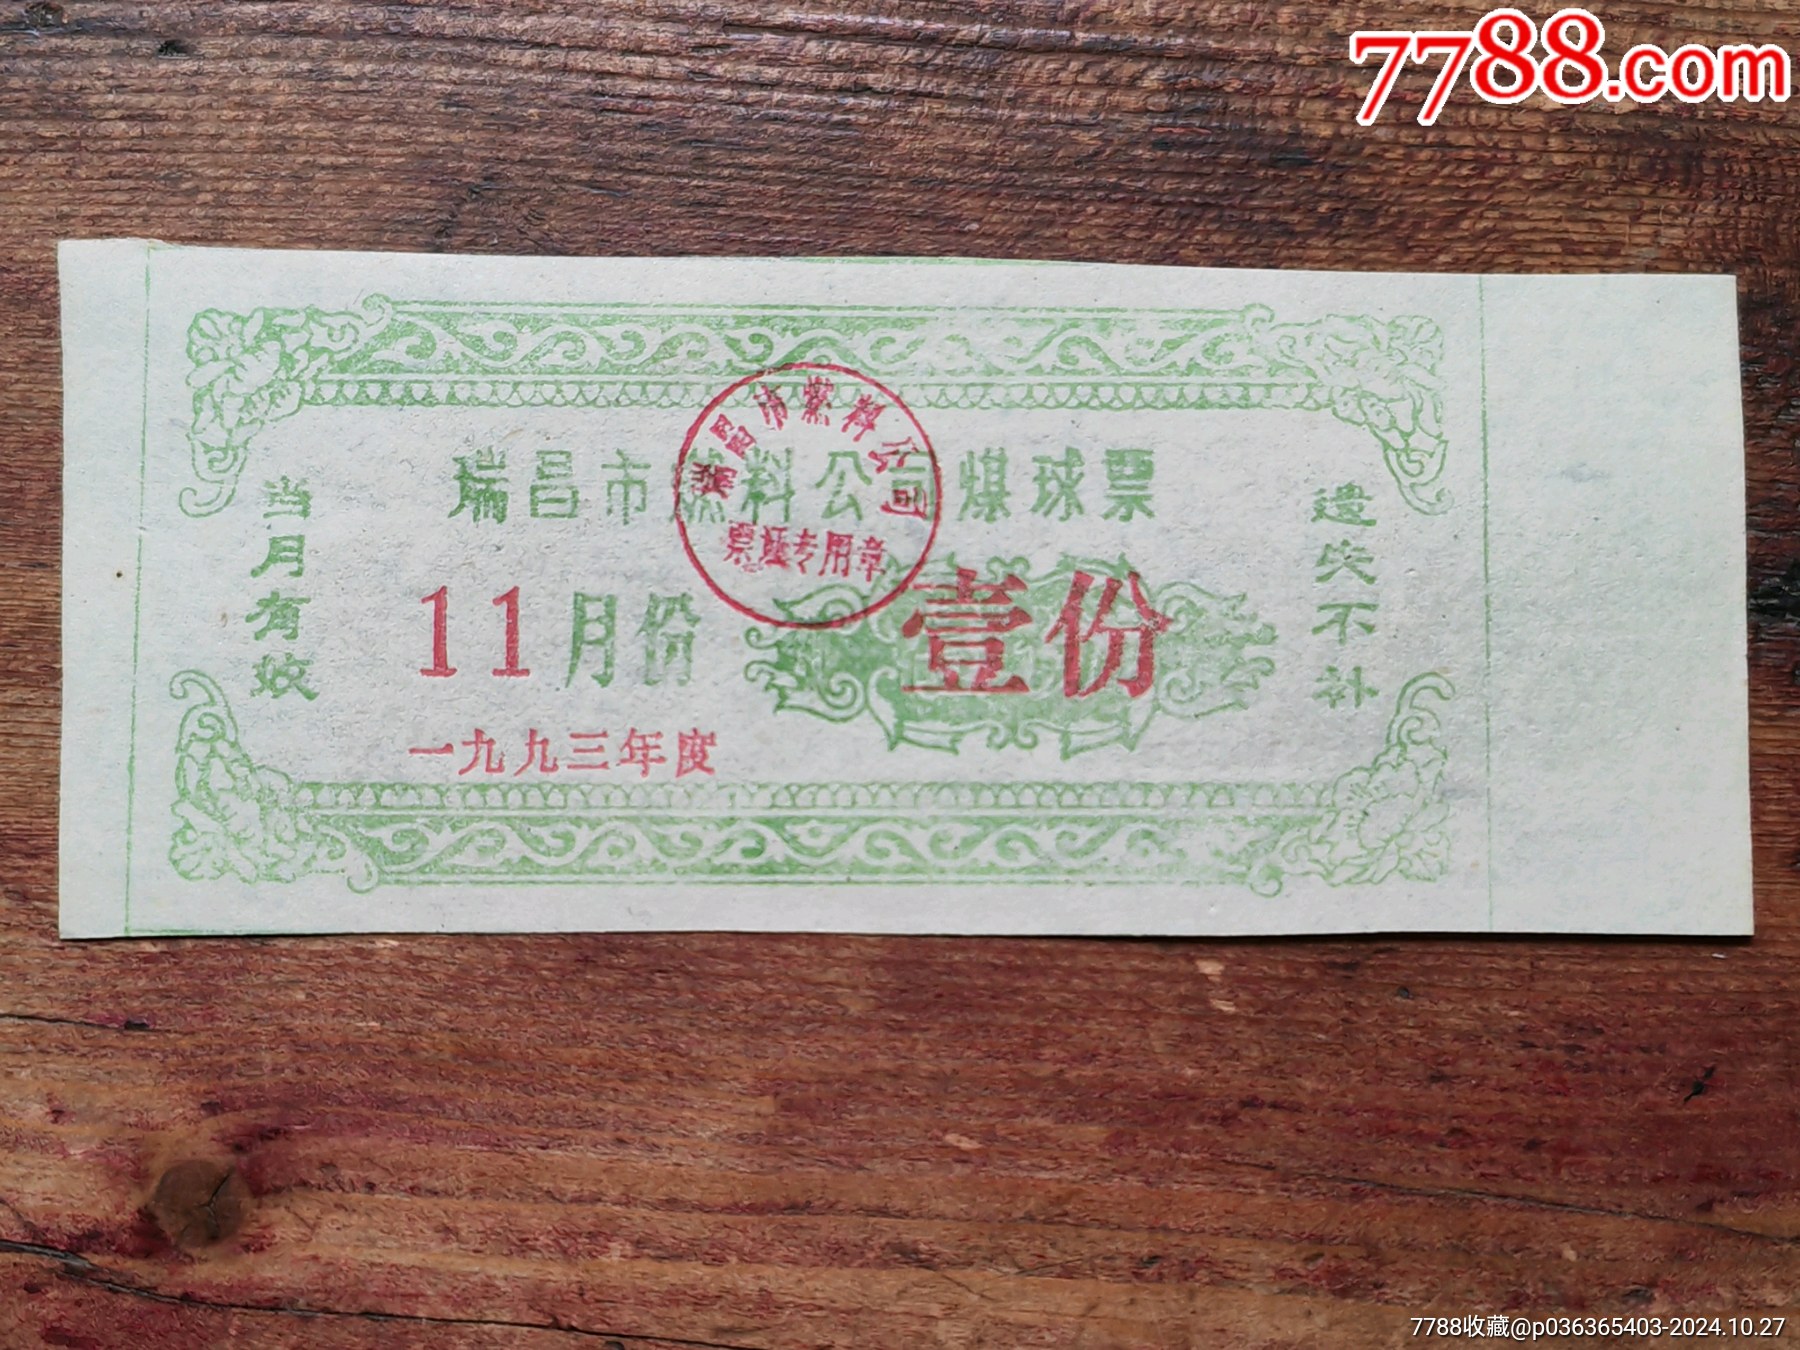 7788.com
瑞昌市燃料公司煤球票
瑞昌市燃料公司
票证专用章
当月有效
11月份
壹份
一九九三年度
遗失不补
7788收藏@p036365403-2024.10.27